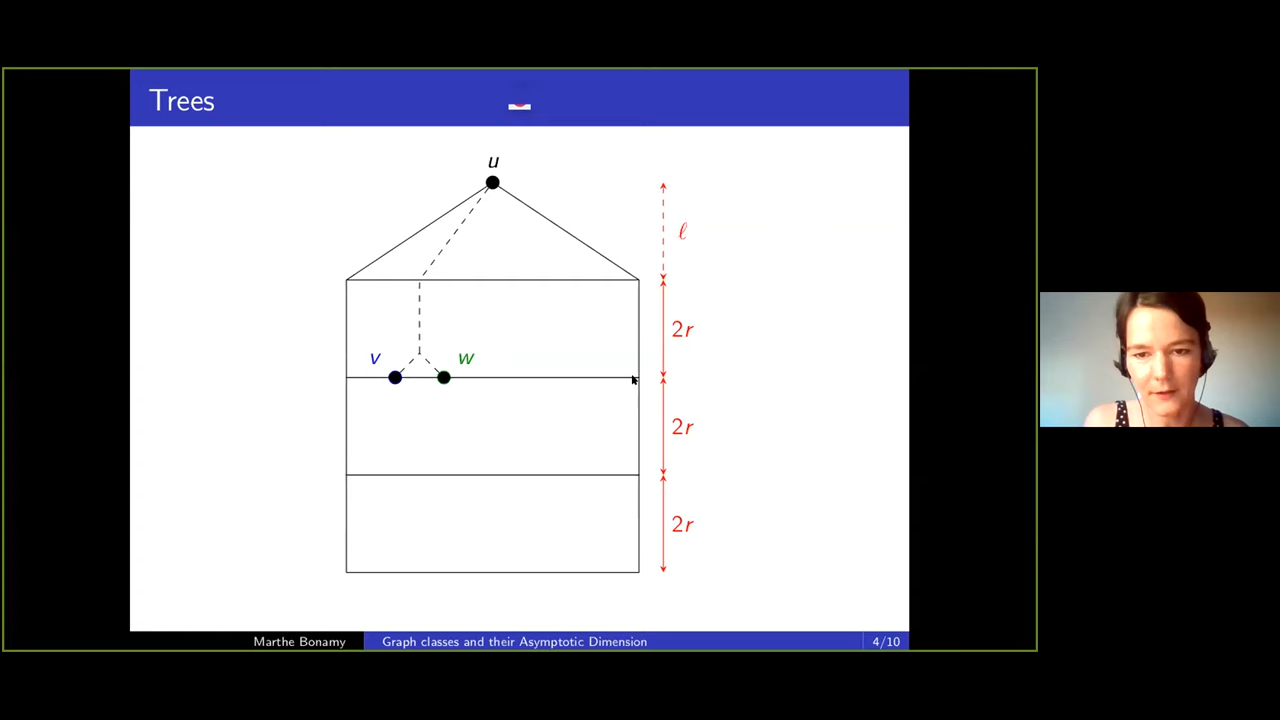 Trees
u
ℓ
2r
v
w
2r
2r
Marthe Bonamy
Graph classes and their Asymptotic Dimension
4/10